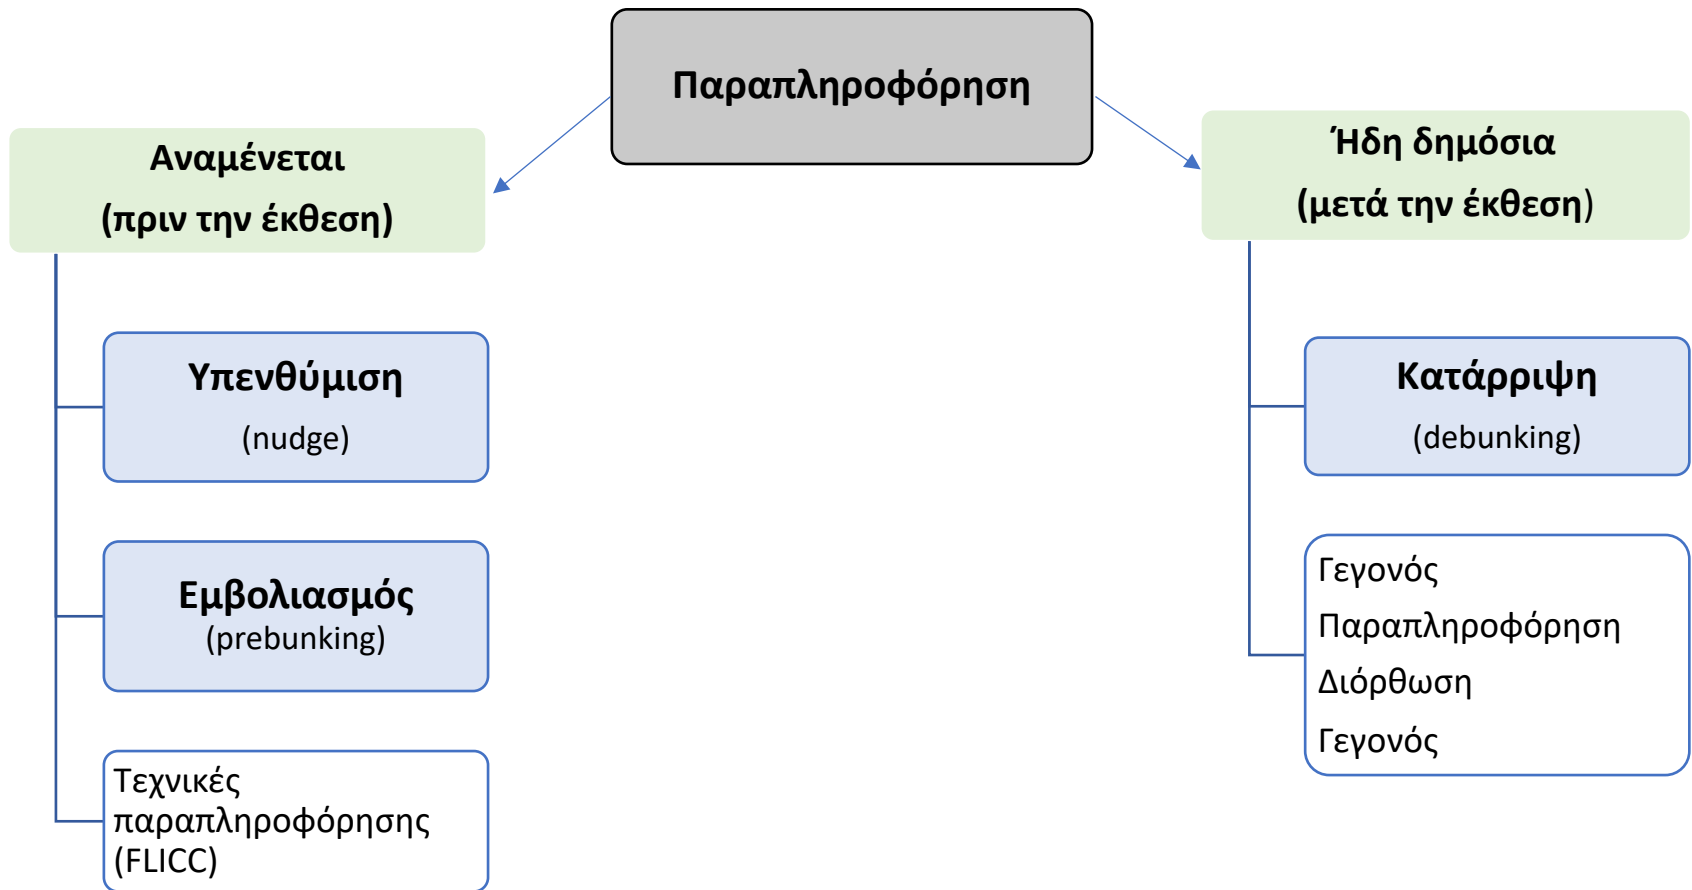 Παραπληροφόρηση
Αναμένεται
(πριν την έκθεση)
Υπενθύμιση
(nudge)
Εμβολιασμός
(prebunking)
Τεχνικές
παραπληροφόρησης
(FLICC)
Ήδη δημόσια
(μετά την έκθεση)
Κατάρριψη
(debunking)
Γεγονός
Παραπληροφόρηση
Διόρθωση
Γεγονός